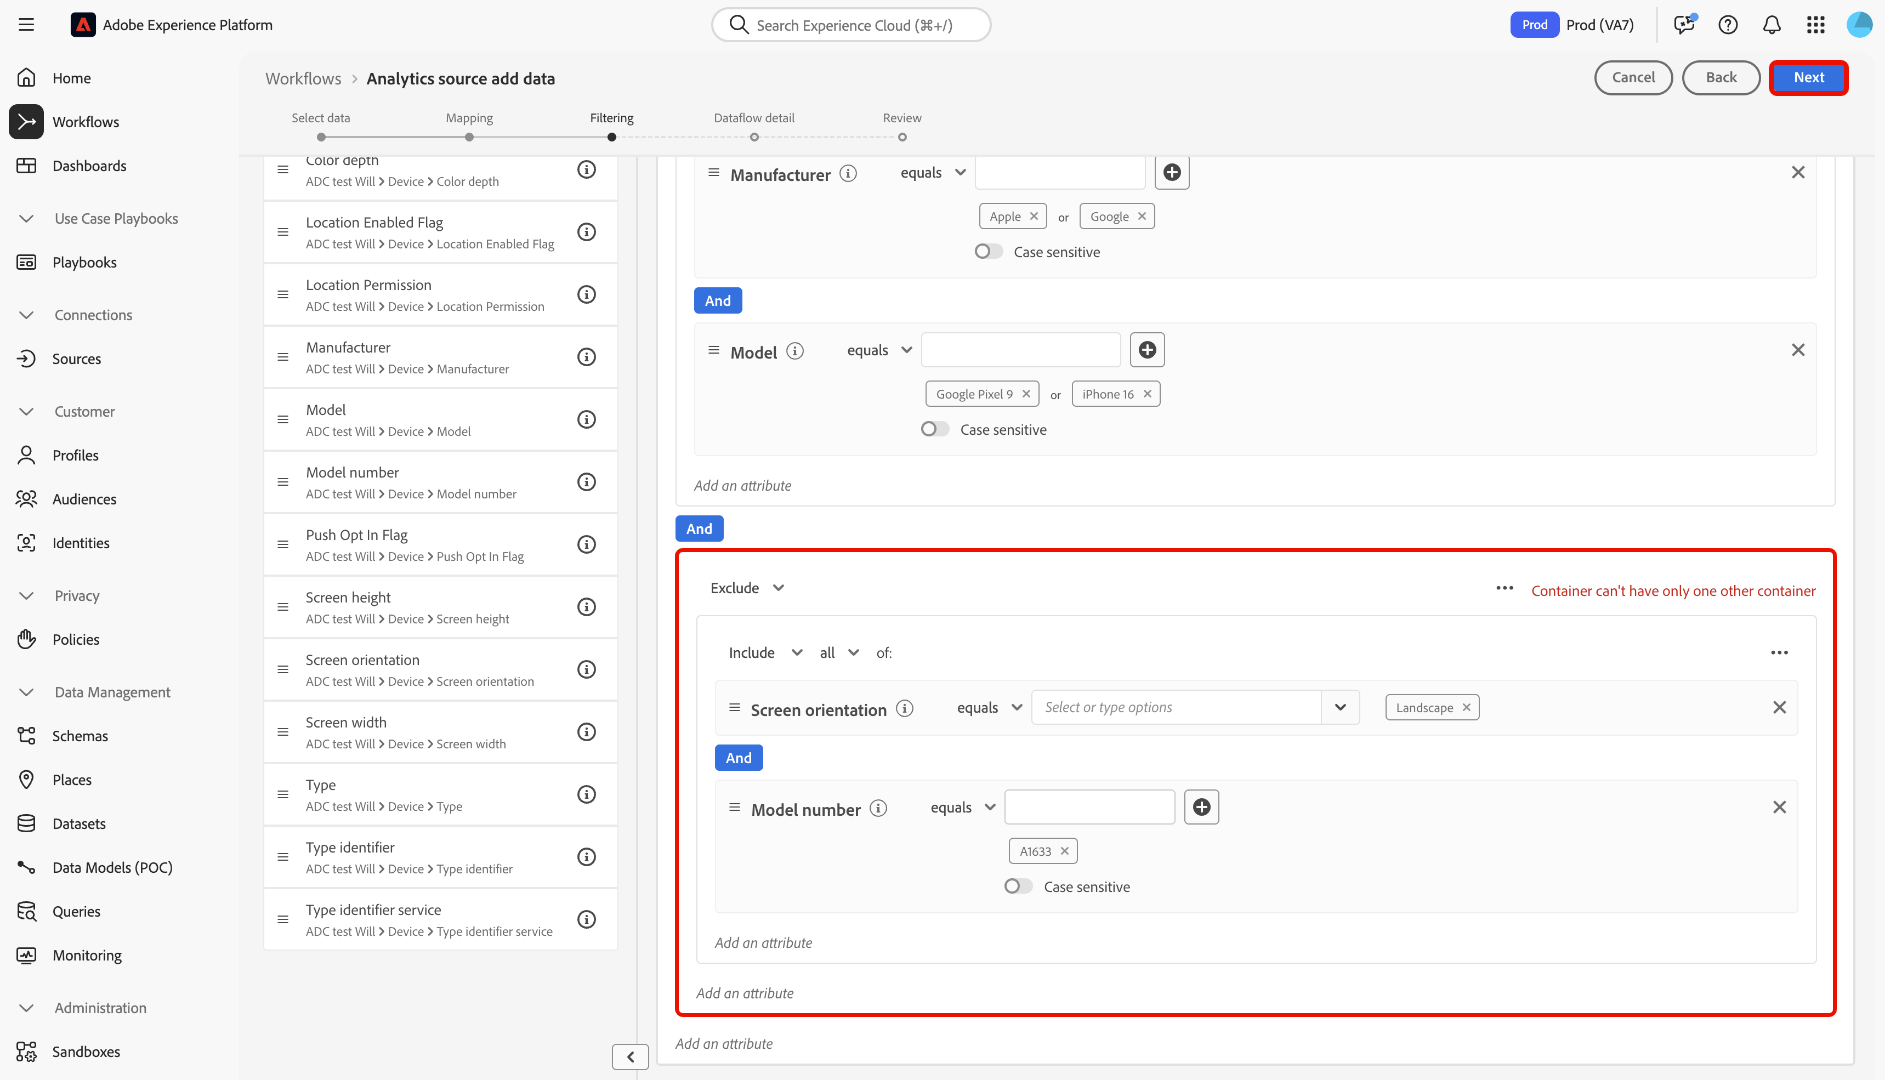 Adobe Experience Platform
Search Experience Cloud (⌘+/)
Prod
Prod (VA7)
Home
Workflows
Dashboards
Use Case Playbooks
Playbooks
Connections
Sources
Customer
Profiles
Audiences
Identities
Privacy
Policies
Data Management
Schemas
Places
Datasets
Data Models (POC)
Queries
Monitoring
Administration
Sandboxes
Workflows > Analytics source add data
Cancel
Back
Next
Select data
Mapping
Filtering
Dataflow detail
Review
Color depth
ADC test Will > Device > Color depth
Location Enabled Flag
ADC test Will > Device > Location Enabled Flag
Location Permission
ADC test Will > Device > Location Permission
Manufacturer
ADC test Will > Device > Manufacturer
Model
ADC test Will > Device > Model
Model number
ADC test Will > Device > Model number
Push Opt In Flag
ADC test Will > Device > Push Opt In Flag
Screen height
ADC test Will > Device > Screen height
Screen orientation
ADC test Will > Device > Screen orientation
Screen width
ADC test Will > Device > Screen width
Type
ADC test Will > Device > Type
Type identifier
ADC test Will > Device > Type identifier
Type identifier service
ADC test Will > Device > Type identifier service
Manufacturer equals
Apple or Google
Case sensitive
And
Model equals
Google Pixel 9 or iPhone 16
Case sensitive
Add an attribute
And
Exclude
Container can't have only one other container
Include all of:
Screen orientation equals Select or type options Landscape
And
Model number equals
A1633
Case sensitive
Add an attribute
Add an attribute
Add an attribute